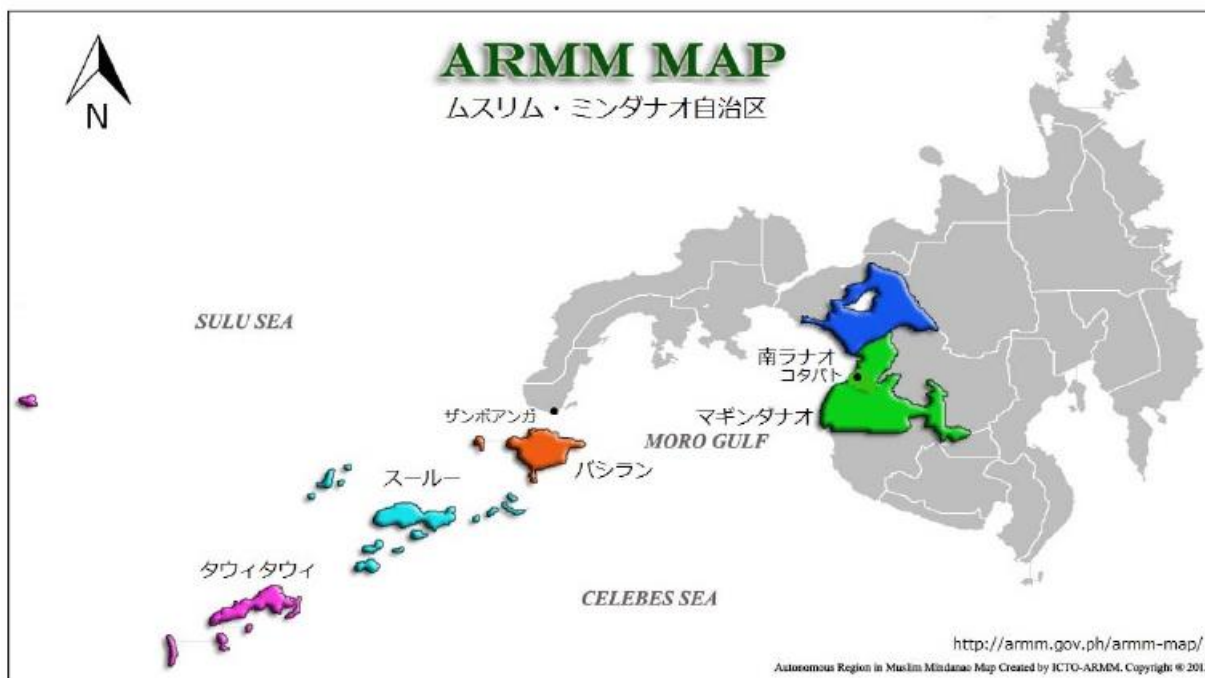 ARMM MAP
ムスリム・ミンダナオ自治区
N
SULU SEA
南ラナオ
コタバト
ザンボアンガ
マギンダナオ
MORO GULF
バシラン
スールー
タウィタウィ
CELEBES SEA
http://armm.gov.ph/armm-map/
Autonomous Region in Muslim Mindanao Map Created by ICTO-ARMM. Copyright ® 201